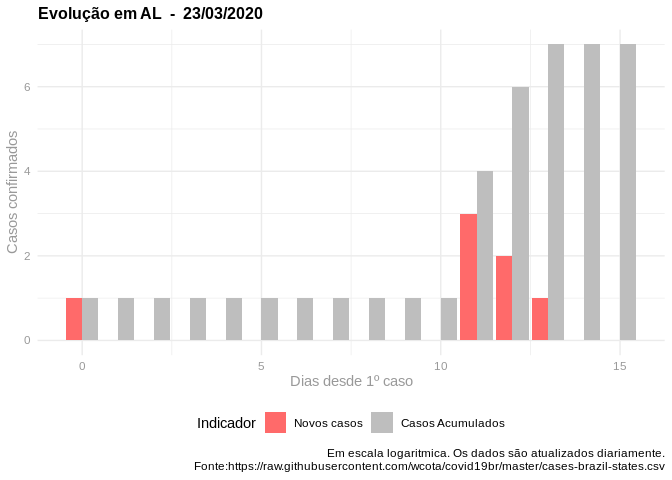 Evolução em AL  -  23/03/2020
Casos confirmados
6
4
2
0
0
5
10
15
Dias desde 1º caso
Indicador
Novos casos
Casos Acumulados
Em escala logaritmica. Os dados são atualizados diariamente.
Fonte:https://raw.githubusercontent.com/wcota/covid19br/master/cases-brazil-states.csv